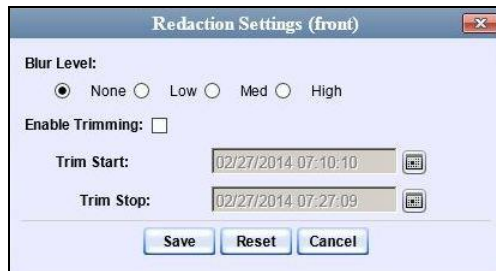 Redaction Settings (front)
Blur Level:
None Low Med High
Enable Trimming:
Trim Start: 02/27/2014 07:10:10
Trim Stop: 02/27/2014 07:27:09
Save Reset Cancel